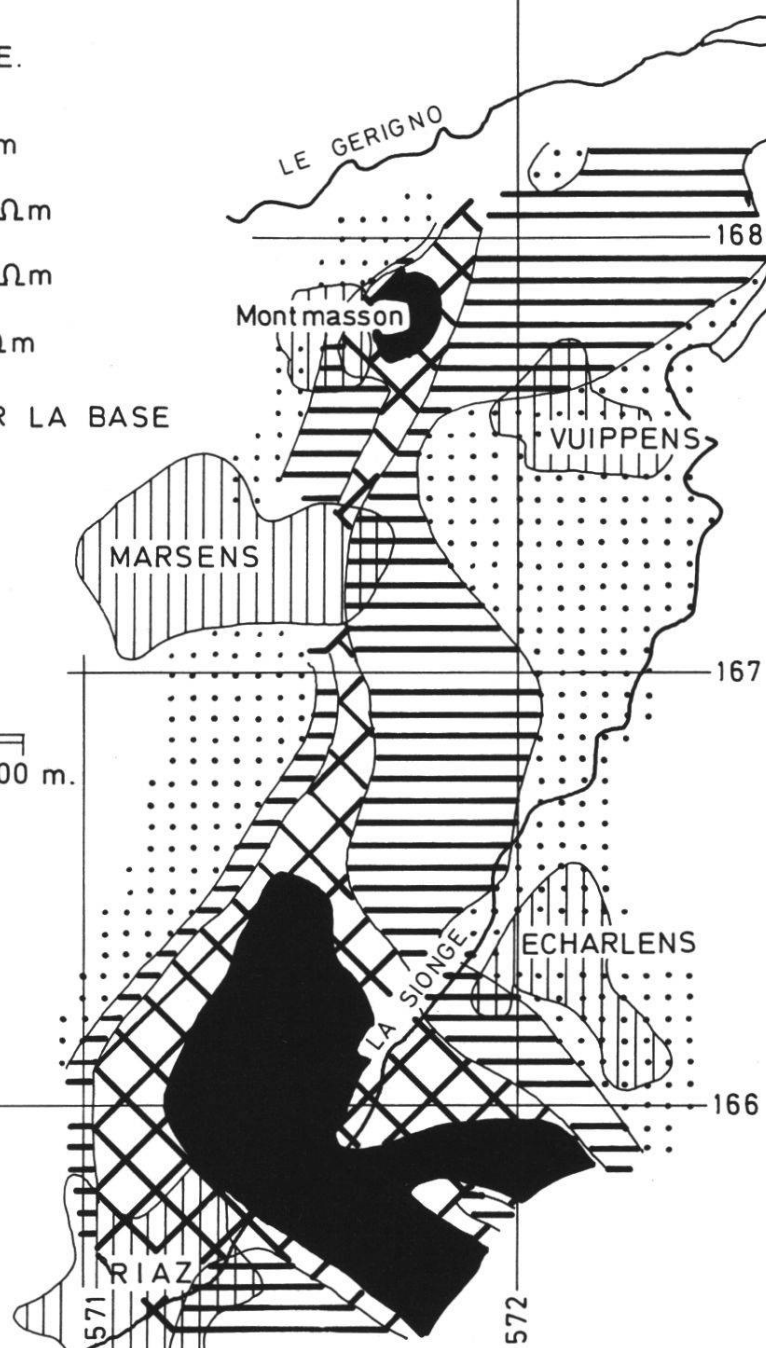 E.
m
LE GERIGNO
Ωm
168
Ωm
Montmasson
Ωm
R LA BASE
VUIPPENS
MARSENS
167
00 m.
ECHARLENS
LA SIONGE
166
RIAZ
571
572